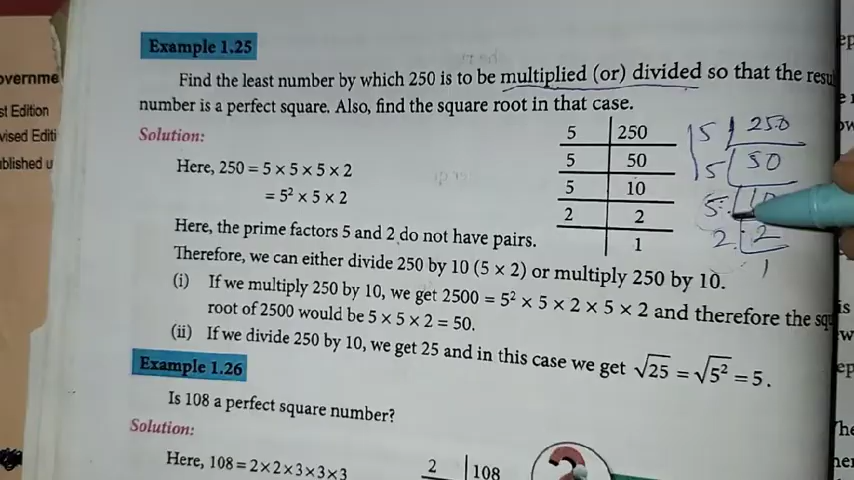 overnme
st Edition
vised Editi
ublished u
Example 1.25
Find the least number by which 250 is to be multiplied (or) divided so that the resu
number is a perfect square. Also, find the square root in that case.
Solution:
Here, 250 = 5 × 5 × 5 × 2
= 5² × 5 × 2
5 250
5 50
5 10
2 2
1
5 250
5 50
5 10
2 2
1
Here, the prime factors 5 and 2 do not have pairs.
Therefore, we can either divide 250 by 10 (5 × 2) or multiply 250 by 10.
(i) If we multiply 250 by 10, we get 2500 = 5² × 5 × 2 × 5 × 2 and therefore the squ
root of 2500 would be 5 × 5 × 2 = 50.
(ii) If we divide 250 by 10, we get 25 and in this case we get √25 = √5² = 5.
Example 1.26
Is 108 a perfect square number?
Solution:
Here, 108 = 2×2×3×3×3
2 108